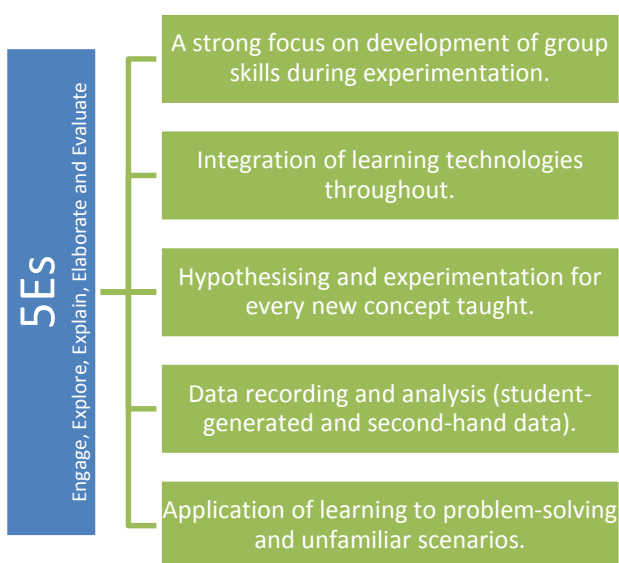 5Es
Engage, Explore, Explain, Elaborate and Evaluate
A strong focus on development of group
skills during experimentation.
Integration of learning technologies
throughout.
Hypothesising and experimentation for
every new concept taught.
Data recording and analysis (student-
generated and second-hand data).
Application of learning to problem-solving
and unfamiliar scenarios.